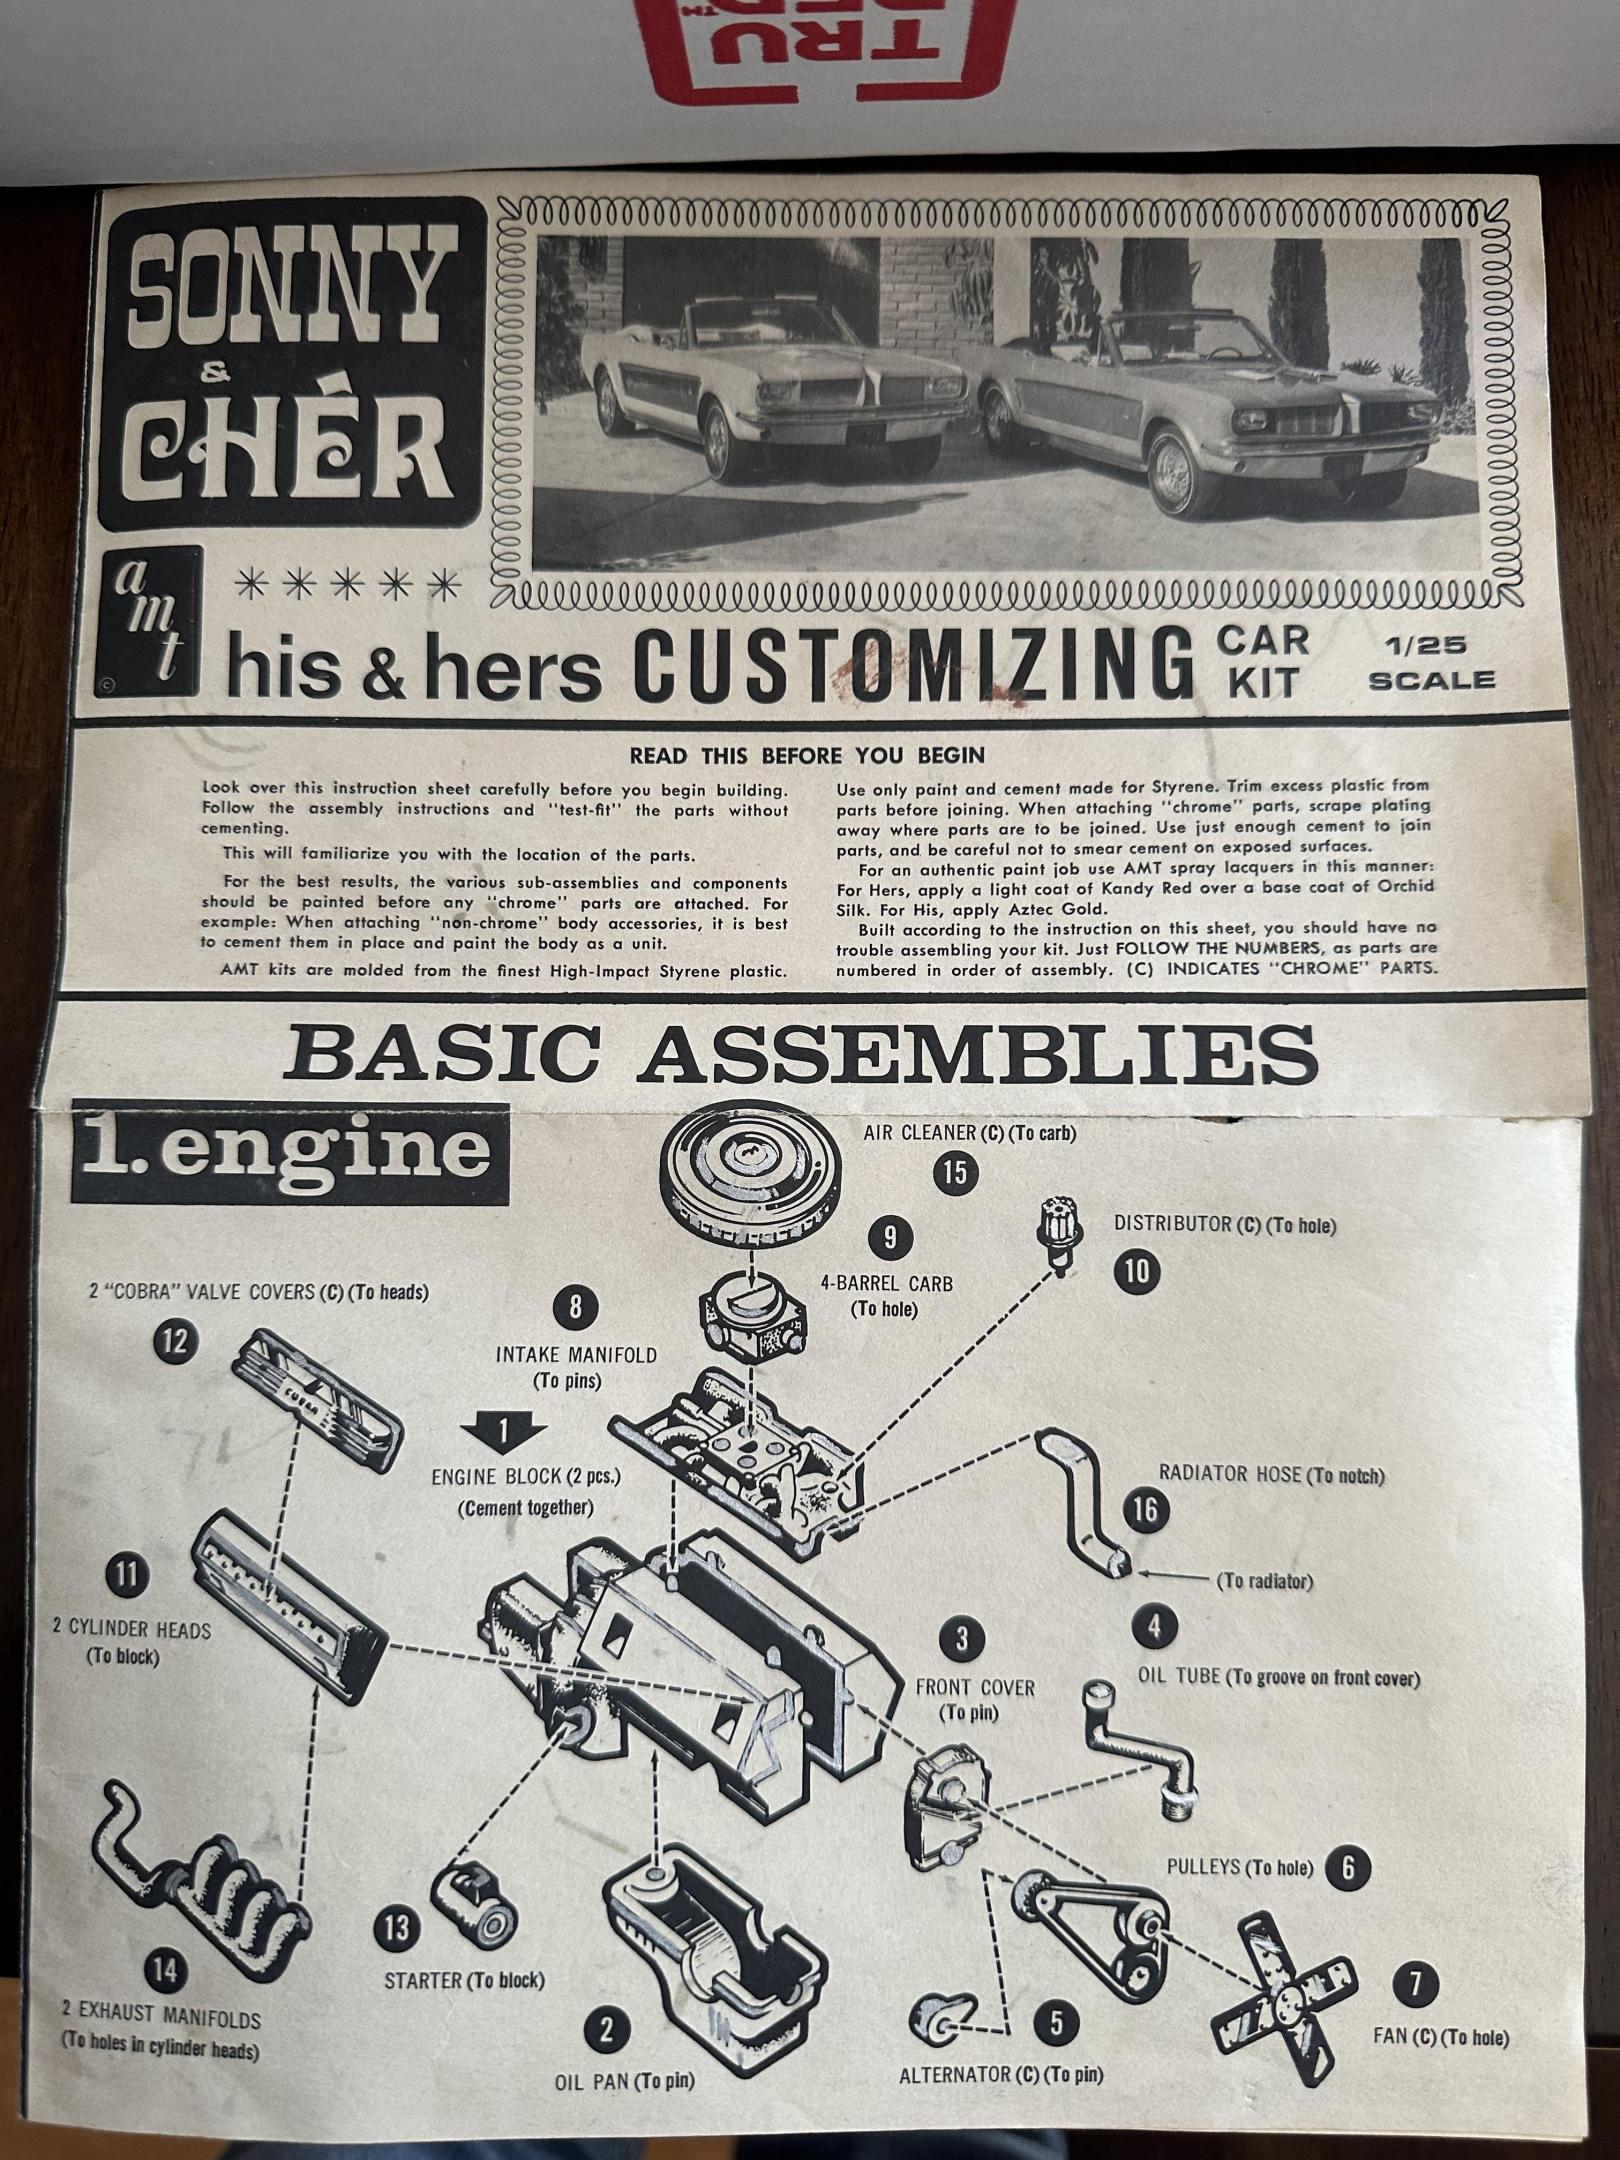 TRU
RED™
SONNY
&
CHÉR
amt
©
his & hers CUSTOMIZING CAR KIT 1/25 SCALE
READ THIS BEFORE YOU BEGIN
Look over this instruction sheet carefully before you begin building.
Follow the assembly instructions and "test-fit" the parts without
cementing.
This will familiarize you with the location of the parts.
For the best results, the various sub-assemblies and components
should be painted before any "chrome" parts are attached. For
example: When attaching "non-chrome" body accessories, it is best
to cement them in place and paint the body as a unit.
AMT kits are molded from the finest High-Impact Styrene plastic.
Use only paint and cement made for Styrene. Trim excess plastic from
parts before joining. When attaching "chrome" parts, scrape plating
away where parts are to be joined. Use just enough cement to join
parts, and be careful not to smear cement on exposed surfaces.
For an authentic paint job use AMT spray lacquers in this manner:
For Hers, apply a light coat of Kandy Red over a base coat of Orchid
Silk. For His, apply Aztec Gold.
Built according to the instruction on this sheet, you should have no
trouble assembling your kit. Just FOLLOW THE NUMBERS, as parts are
numbered in order of assembly. (C) INDICATES "CHROME" PARTS.
BASIC ASSEMBLIES
1. engine
AIR CLEANER (C) (To carb)
15
DISTRIBUTOR (C) (To hole)
10
9
4-BARREL CARB
(To hole)
2 "COBRA" VALVE COVERS (C) (To heads)
12
COBRA
8
INTAKE MANIFOLD
(To pins)
1
ENGINE BLOCK (2 pcs.)
(Cement together)
RADIATOR HOSE (To notch)
16
(To radiator)
11
2 CYLINDER HEADS
(To block)
3
FRONT COVER
(To pin)
4
OIL TUBE (To groove on front cover)
PULLEYS (To hole) 6
13
STARTER (To block)
14
2 EXHAUST MANIFOLDS
(To holes in cylinder heads)
2
OIL PAN (To pin)
5
ALTERNATOR (C) (To pin)
7
FAN (C) (To hole)